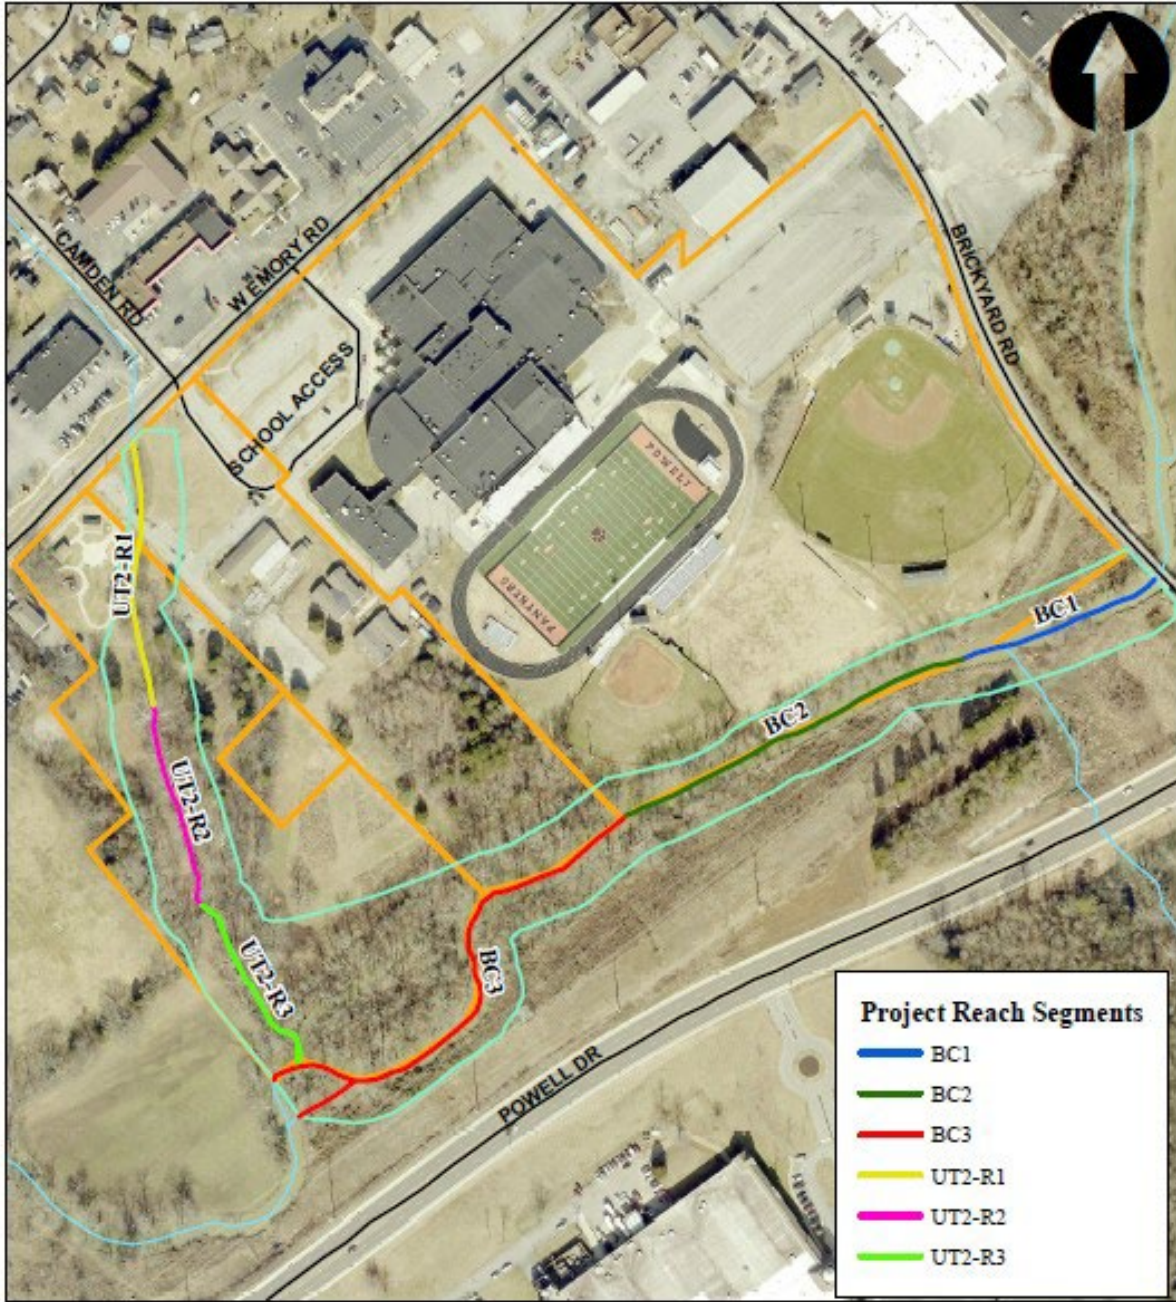 CAMDEN RD
W EMORY RD
BRICKYARD RD
SCHOOL ACCESS
POWELL
PANTHERS
UT2-R1
BC1
BC2
UT2-R2
UT2-R3
BC3
POWELL DR
Project Reach Segments
BC1
BC2
BC3
UT2-R1
UT2-R2
UT2-R3